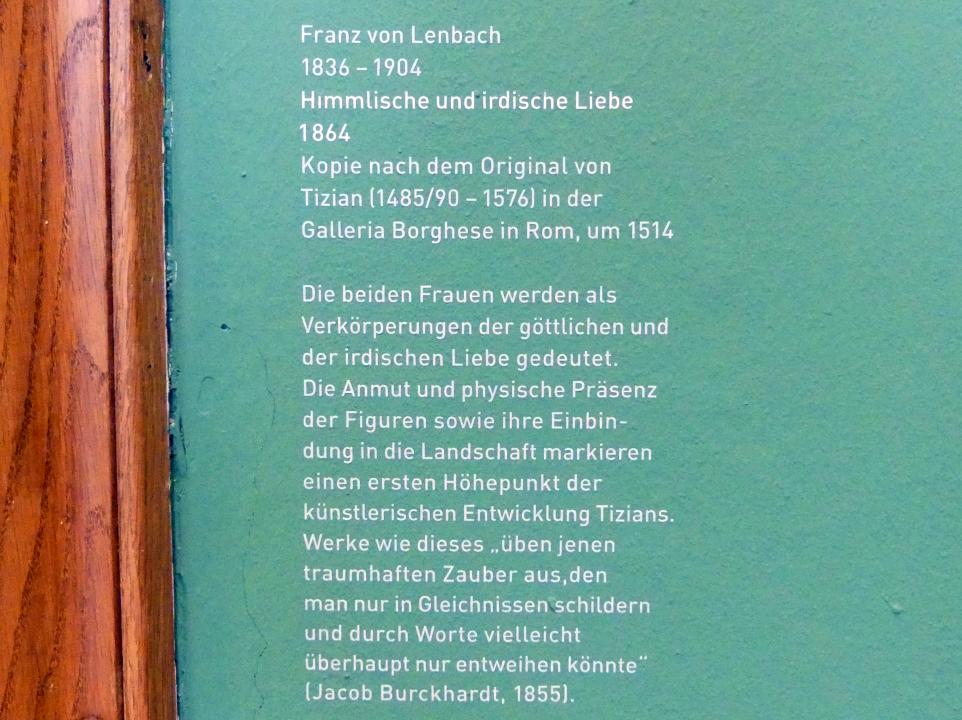 Franz von Lenbach
1836 – 1904
Himmlische und irdische Liebe
1864
Kopie nach dem Original von
Tizian (1485/90 – 1576) in der
Galleria Borghese in Rom, um 1514
Die beiden Frauen werden als
Verkörperungen der göttlichen und
der irdischen Liebe gedeutet.
Die Anmut und physische Präsenz
der Figuren sowie ihre Einbin-
dung in die Landschaft markieren
einen ersten Höhepunkt der
künstlerischen Entwicklung Tizians.
Werke wie dieses „üben jenen
traumhaften Zauber aus,den
man nur in Gleichnissen schildern
und durch Worte vielleicht
überhaupt nur entweihen könnte“
(Jacob Burckhardt, 1855).